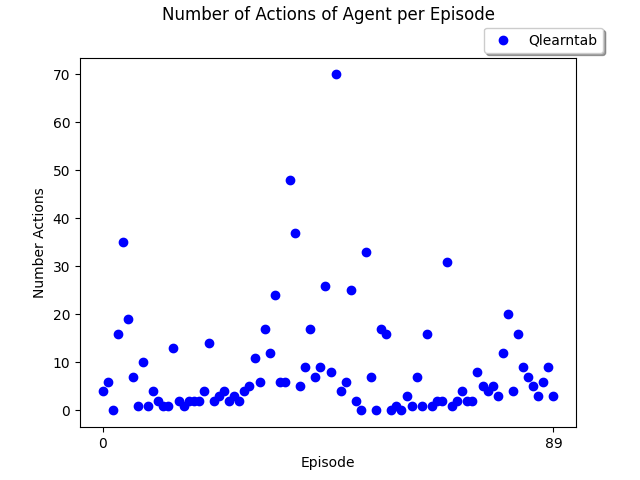 Number of Actions of Agent per Episode
Qlearntab
70
60
50
40
30
20
10
0
Number Actions
0 89
Episode